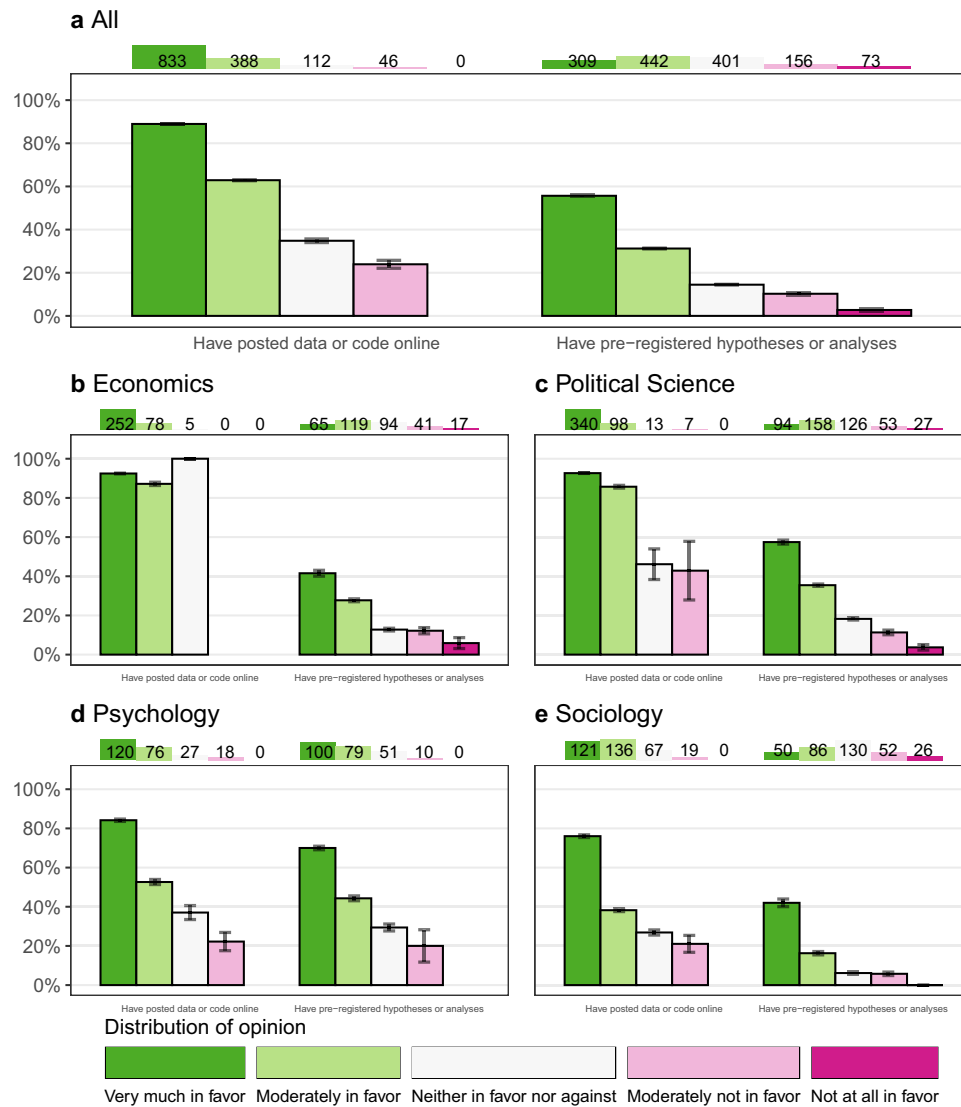 a All
833 388 112 46 0 309 442 401 156 73
100%
80%
60%
40%
20%
0%
Have posted data or code online Have pre−registered hypotheses or analyses
b Economics
252 78 5 0 0 65 119 94 41 17
100%
80%
60%
40%
20%
0%
Have posted data or code online Have pre−registered hypotheses or analyses
c Political Science
340 98 13 7 0 94 158 126 53 27
Have posted data or code online Have pre−registered hypotheses or analyses
d Psychology
120 76 27 18 0 100 79 51 10 0
100%
80%
60%
40%
20%
0%
Have posted data or code online Have pre−registered hypotheses or analyses
e Sociology
121 136 67 19 0 50 86 130 52 26
Have posted data or code online Have pre−registered hypotheses or analyses
Distribution of opinion
Very much in favor Moderately in favor Neither in favor nor against Moderately not in favor Not at all in favor